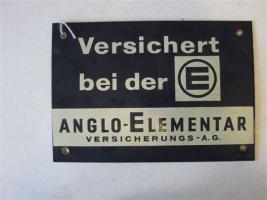 Versichert
bei der E
ANGLO-ELEMENTAR
VERSICHERUNGS-A.G.